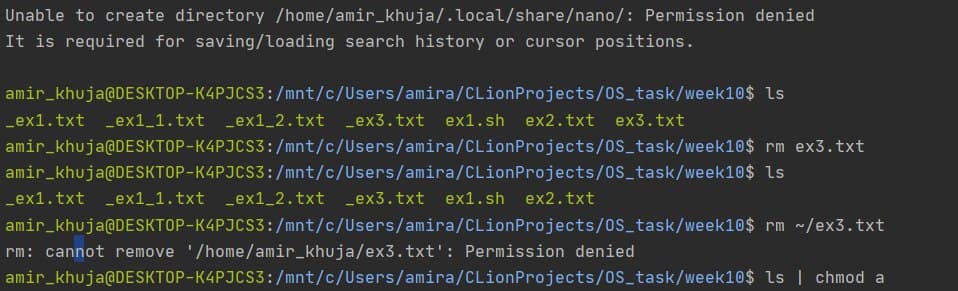 Unable to create directory /home/amir_khuja/.local/share/nano/: Permission denied
It is required for saving/loading search history or cursor positions.
amir_khuja@DESKTOP-K4PJCS3:/mnt/c/Users/amira/CLionProjects/OS_task/week10$ ls
_ex1.txt  _ex1_1.txt  _ex1_2.txt  _ex3.txt  ex1.sh  ex2.txt  ex3.txt
amir_khuja@DESKTOP-K4PJCS3:/mnt/c/Users/amira/CLionProjects/OS_task/week10$ rm ex3.txt
amir_khuja@DESKTOP-K4PJCS3:/mnt/c/Users/amira/CLionProjects/OS_task/week10$ ls
_ex1.txt  _ex1_1.txt  _ex1_2.txt  _ex3.txt  ex1.sh  ex2.txt
amir_khuja@DESKTOP-K4PJCS3:/mnt/c/Users/amira/CLionProjects/OS_task/week10$ rm ~/ex3.txt
rm: cannot remove '/home/amir_khuja/ex3.txt': Permission denied
amir_khuja@DESKTOP-K4PJCS3:/mnt/c/Users/amira/CLionProjects/OS_task/week10$ ls | chmod a